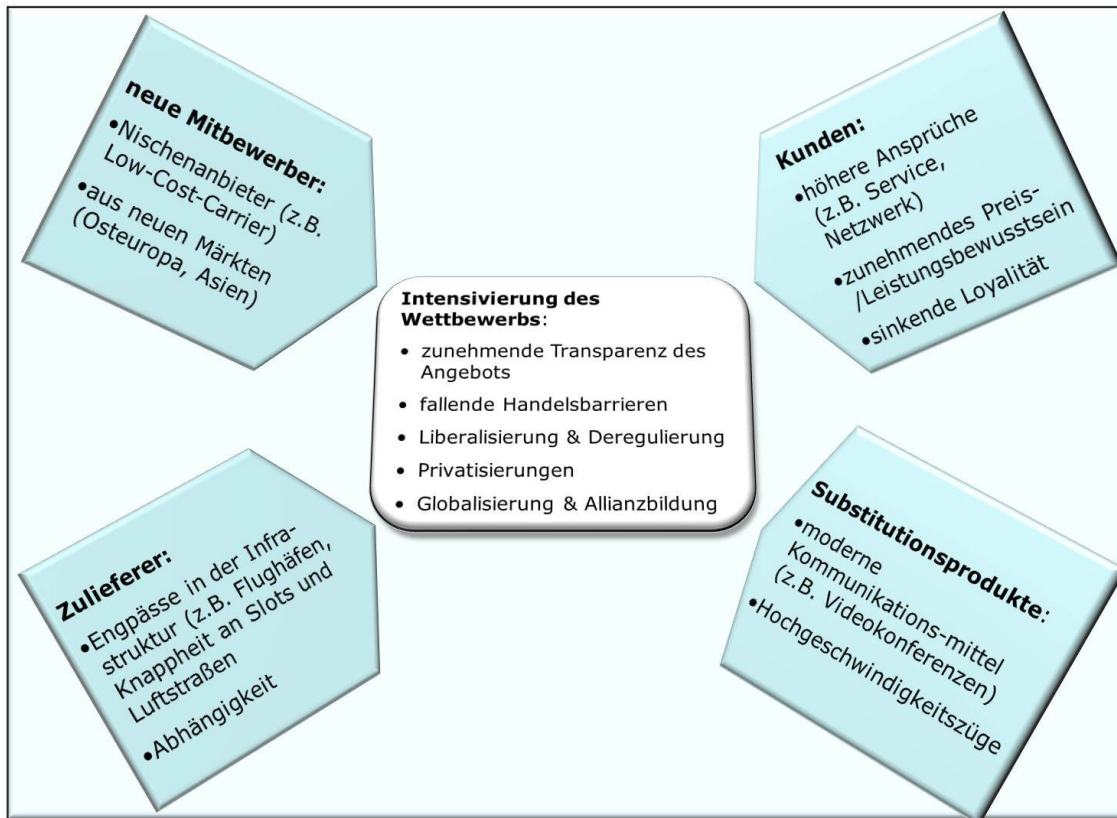 neue Mitbewerber:
•Nischenanbieter (z.B.
Low-Cost-Carrier)
•aus neuen Märkten
(Osteuropa, Asien)
Kunden:
•höhere Ansprüche
(z.B. Service,
Netzwerk)
•zunehmendes Preis-
/Leistungsbewusstsein
•sinkende Loyalität
Intensivierung des
Wettbewerbs:
• zunehmende Transparenz des
Angebots
• fallende Handelsbarrieren
• Liberalisierung & Deregulierung
• Privatisierungen
• Globalisierung & Allianzbildung
Zulieferer:
•Engpässe in der Infra-
struktur (z.B. Flughäfen,
Knappheit an Slots und
Luftstraßen
•Abhängigkeit
Substitutionsprodukte:
•moderne
Kommunikations-mittel
(z.B. Videokonferenzen)
•Hochgeschwindigkeitszüge